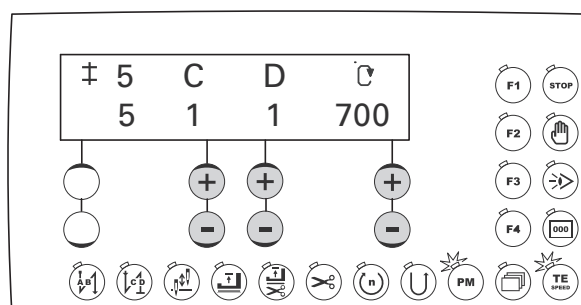 5 C D
5 1 1 700
F1 STOP
F2
F3
F4 000
A B
C D
n
PM
TE
SPEED